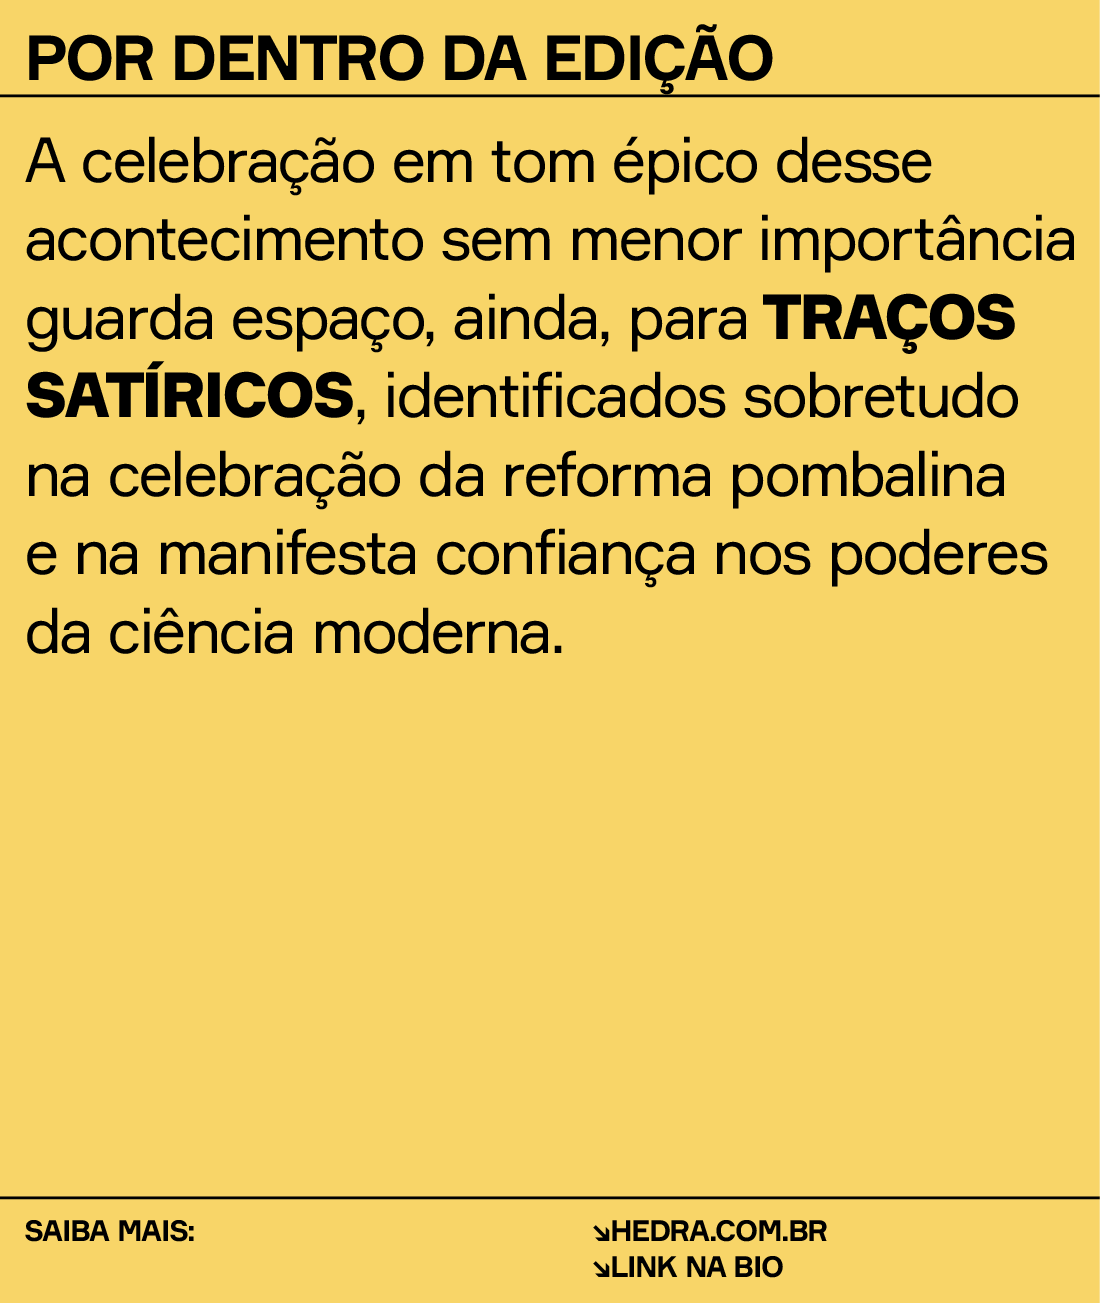 POR DENTRO DA EDIÇÃO
A celebração em tom épico desse
acontecimento sem menor importância
guarda espaço, ainda, para TRAÇOS
SATÍRICOS, identificados sobretudo
na celebração da reforma pombalina
e na manifesta confiança nos poderes
da ciência moderna.
SAIBA MAIS:
↘HEDRA.COM.BR
↘LINK NA BIO